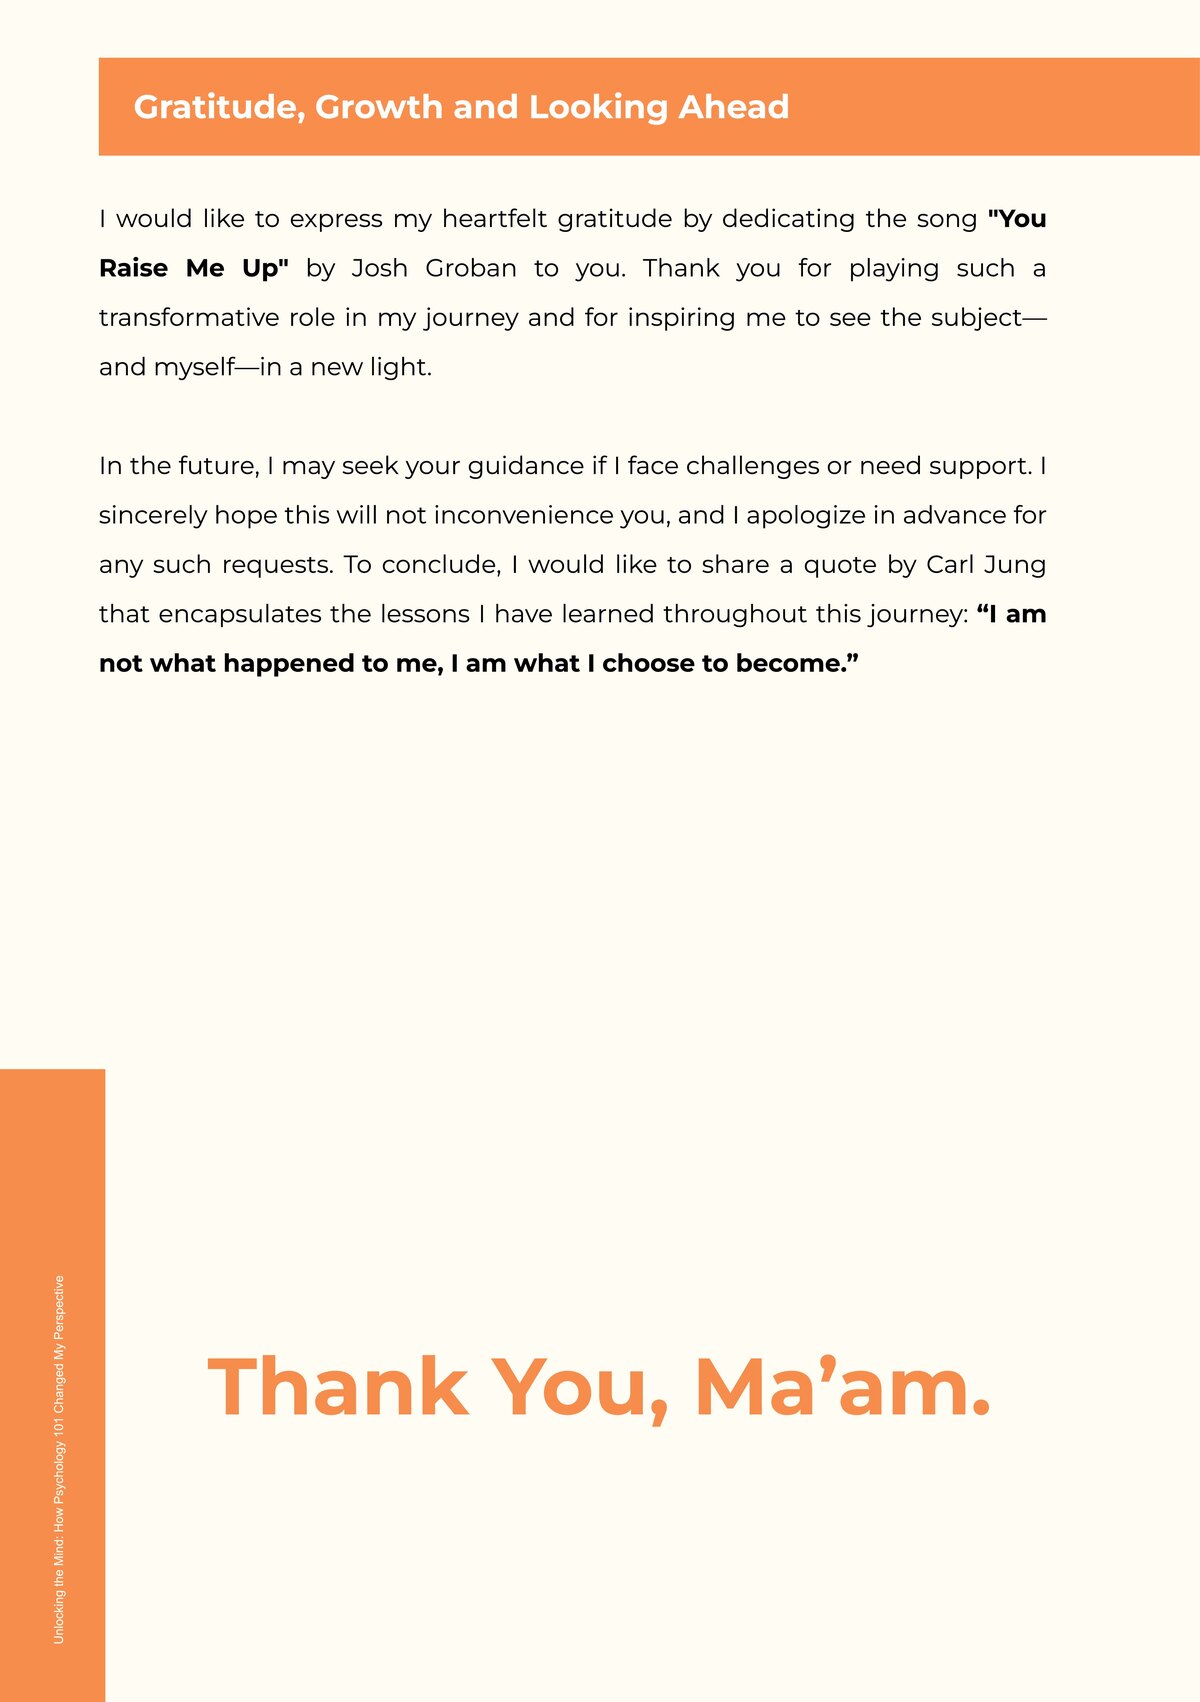 Gratitude, Growth and Looking Ahead
I would like to express my heartfelt gratitude by dedicating the song "You
Raise Me Up" by Josh Groban to you. Thank you for playing such a
transformative role in my journey and for inspiring me to see the subject—
and myself—in a new light.
In the future, I may seek your guidance if I face challenges or need support. I
sincerely hope this will not inconvenience you, and I apologize in advance for
any such requests. To conclude, I would like to share a quote by Carl Jung
that encapsulates the lessons I have learned throughout this journey: “I am
not what happened to me, I am what I choose to become.”
Thank You, Ma’am.
Unlocking the Mind: How Psychology 101 Changed My Perspective